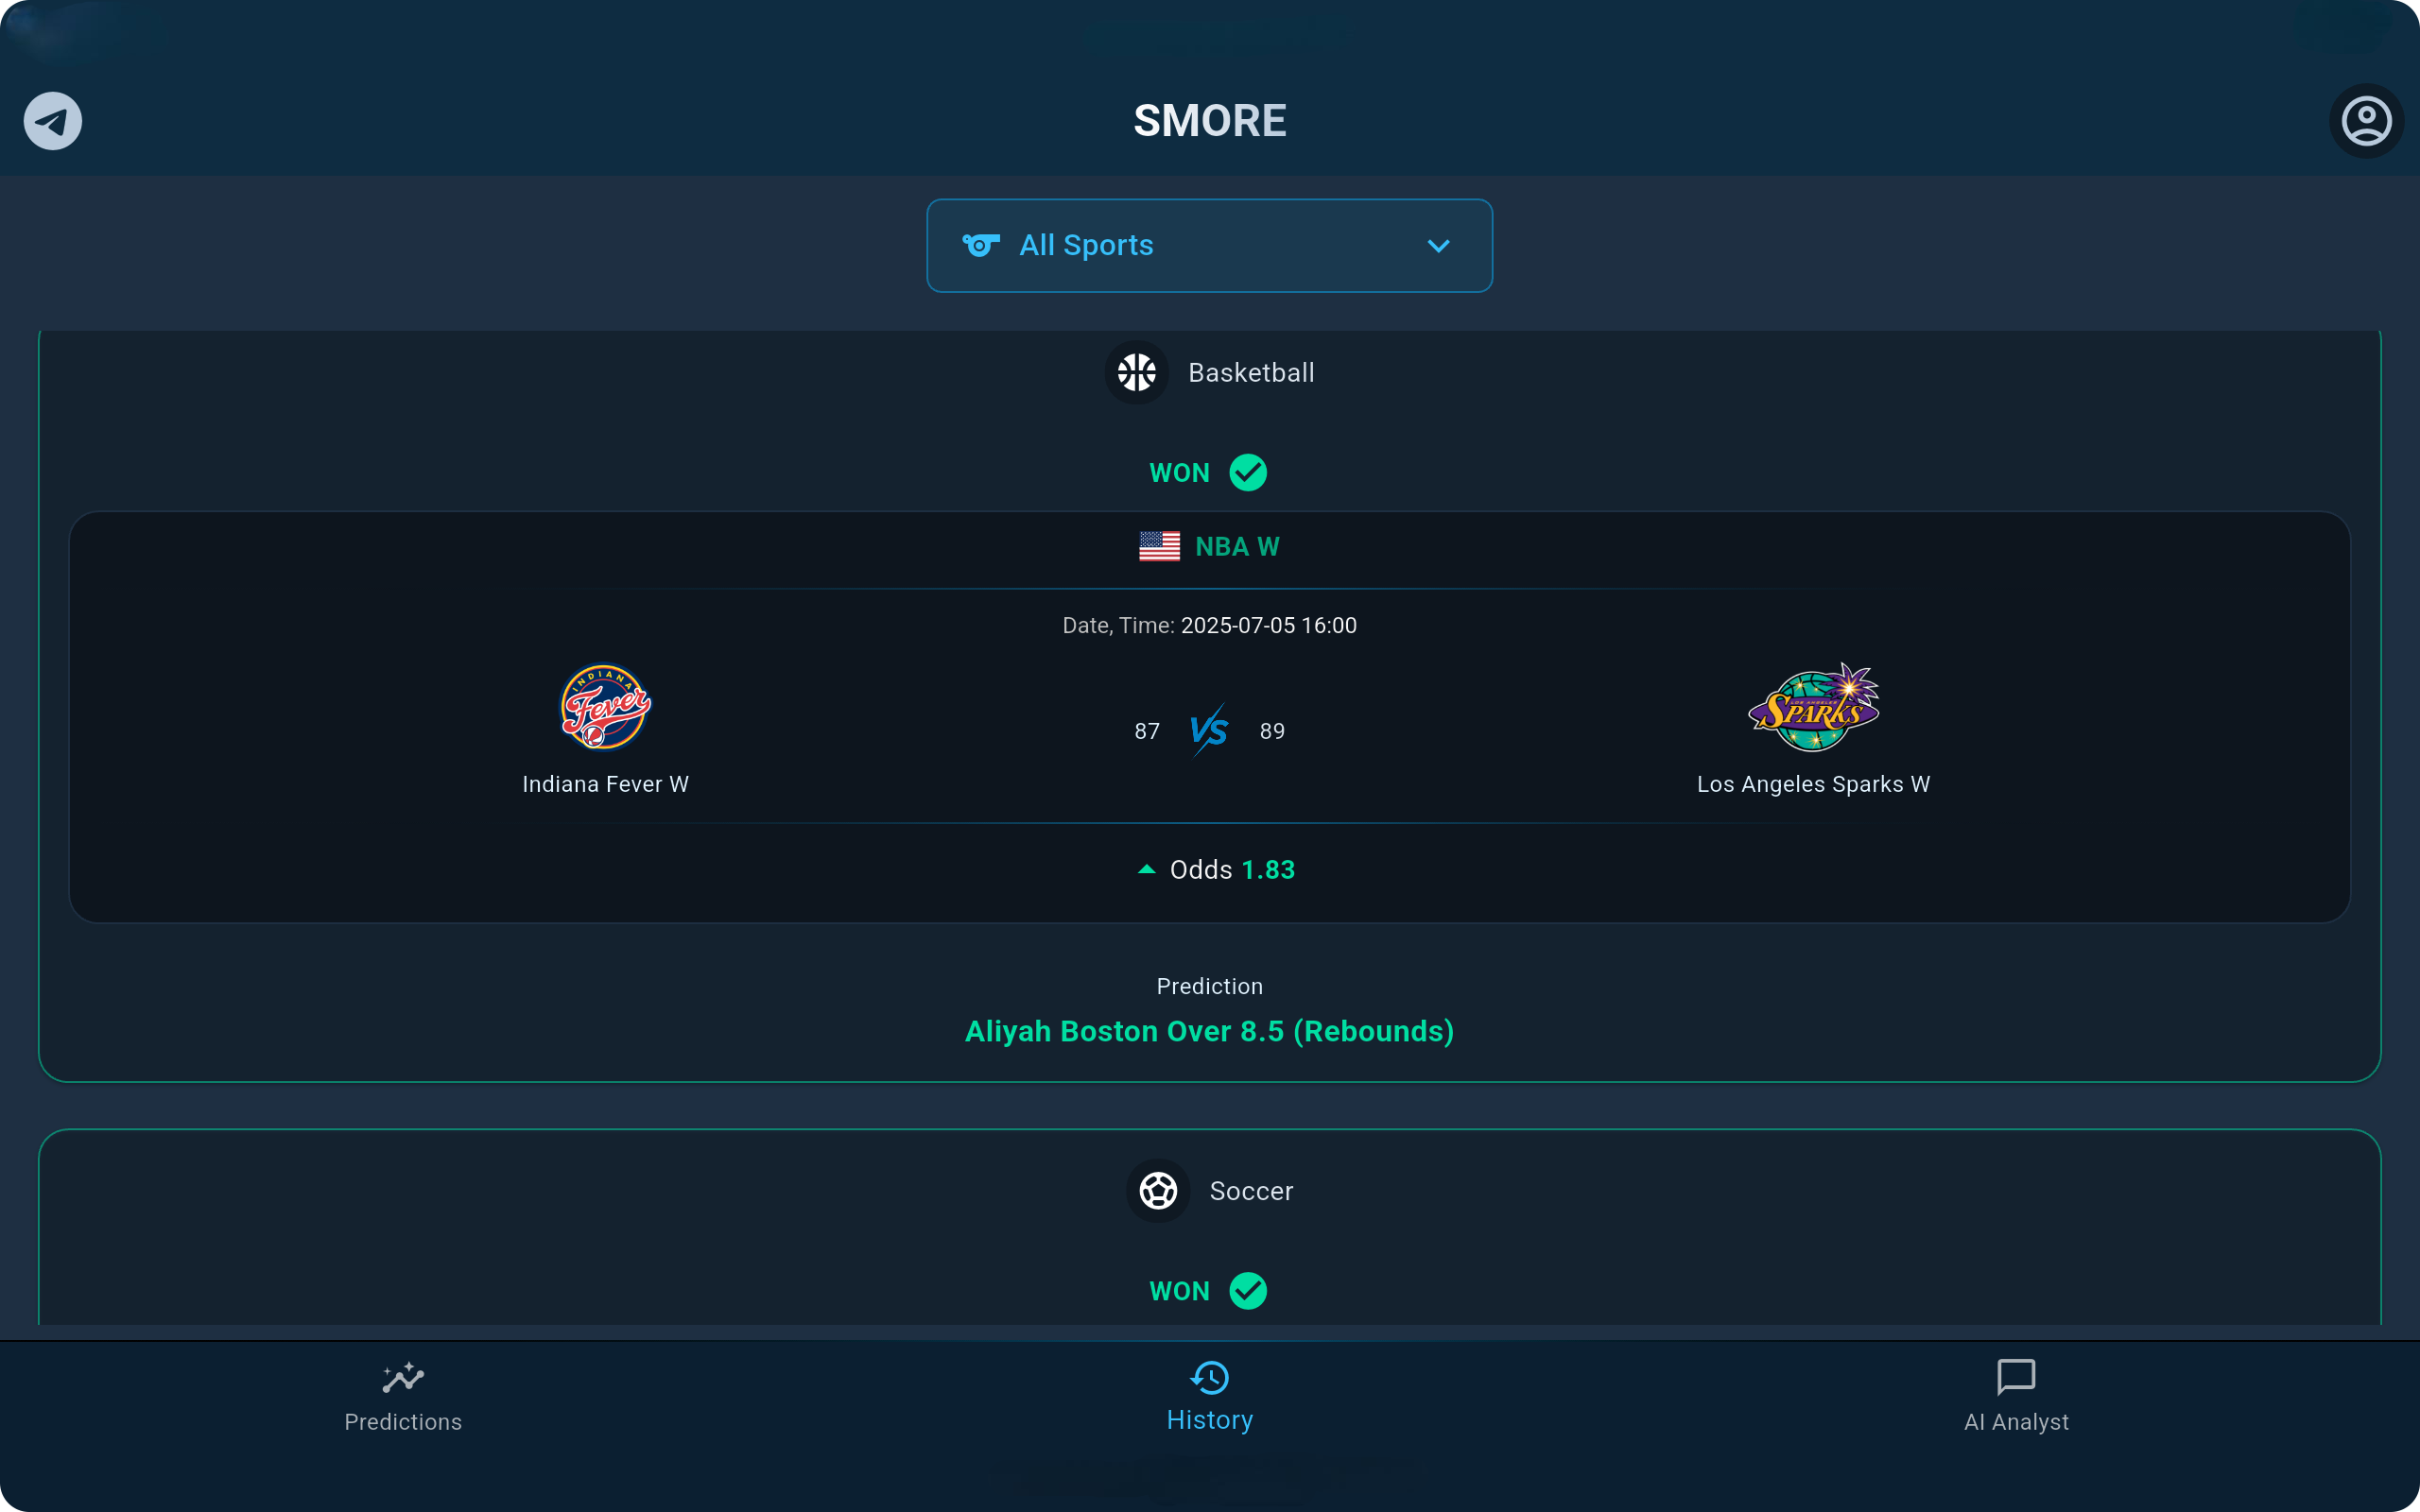 SMORE
All Sports
Basketball
WON
NBA W
Date, Time: 2025-07-05 16:00
INDIANA
Fever
87 VS 89
LOS ANGELES
SPARKS
Indiana Fever W
Los Angeles Sparks W
Odds 1.83
Prediction
Aliyah Boston Over 8.5 (Rebounds)
Soccer
WON
Predictions
History
AI Analyst